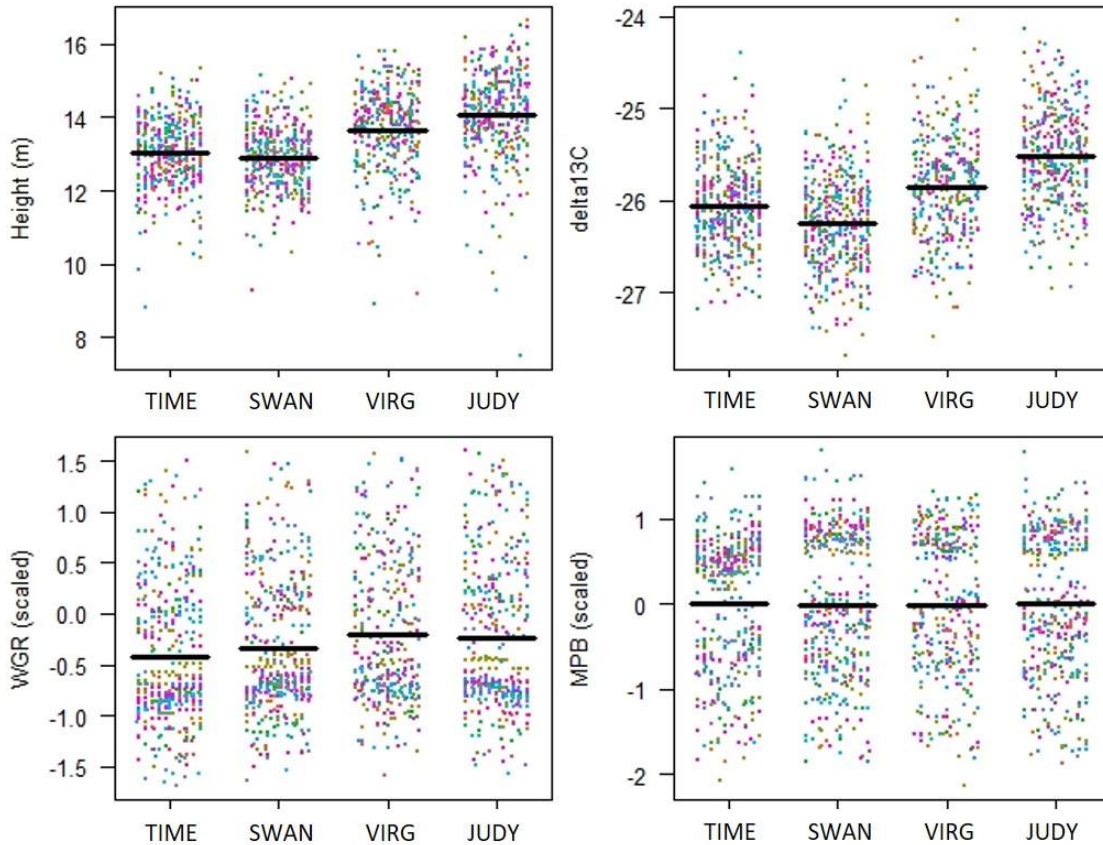 Height (m)
16
14
12
10
8
TIME SWAN VIRG JUDY
delta13C
-24
-25
-26
-27
TIME SWAN VIRG JUDY
WGR (scaled)
1.5
1.0
0.5
0.0
-0.5
-1.0
-1.5
TIME SWAN VIRG JUDY
MPB (scaled)
1
0
-1
-2
TIME SWAN VIRG JUDY